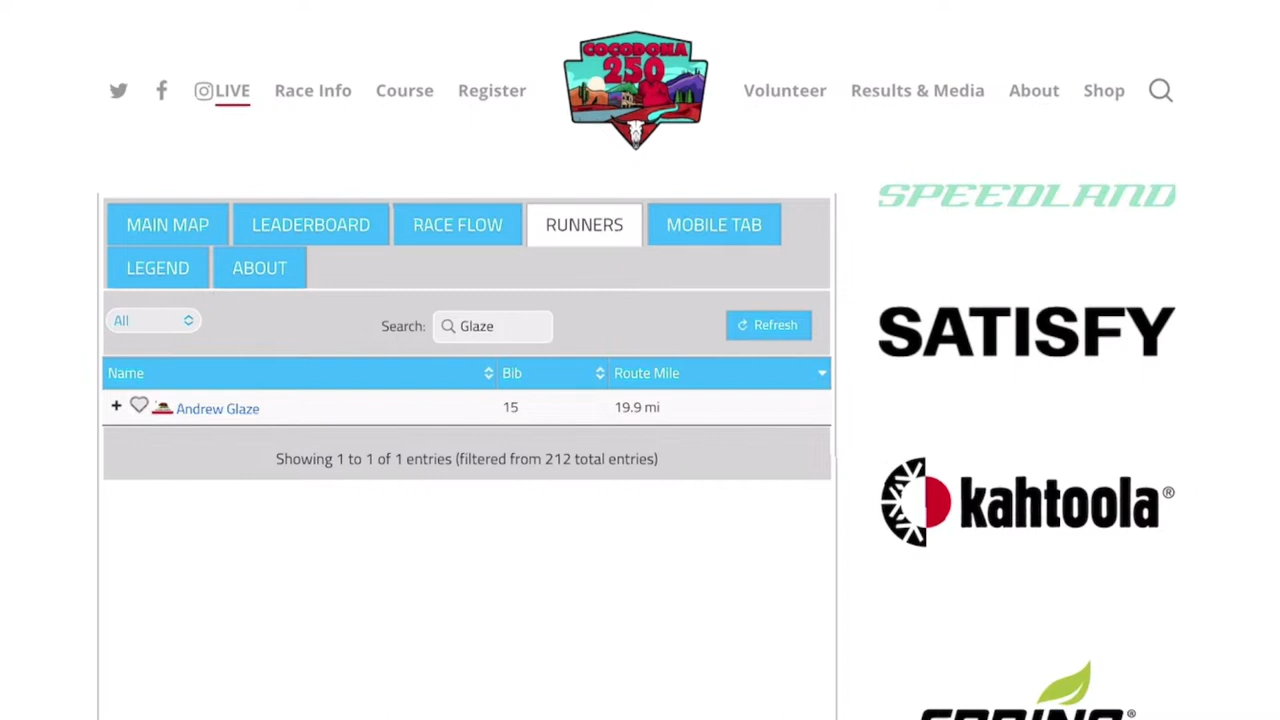 COCODONA
250
LIVE Race Info Course Register Volunteer Results & Media About Shop
SPEEDLAND
MAIN MAP LEADERBOARD RACE FLOW RUNNERS MOBILE TAB
LEGEND ABOUT
All Search: Glaze Refresh
SATISFY
Name Bib Route Mile
+ Andrew Glaze 15 19.9 mi
Showing 1 to 1 of 1 entries (filtered from 212 total entries)
kahtoola®